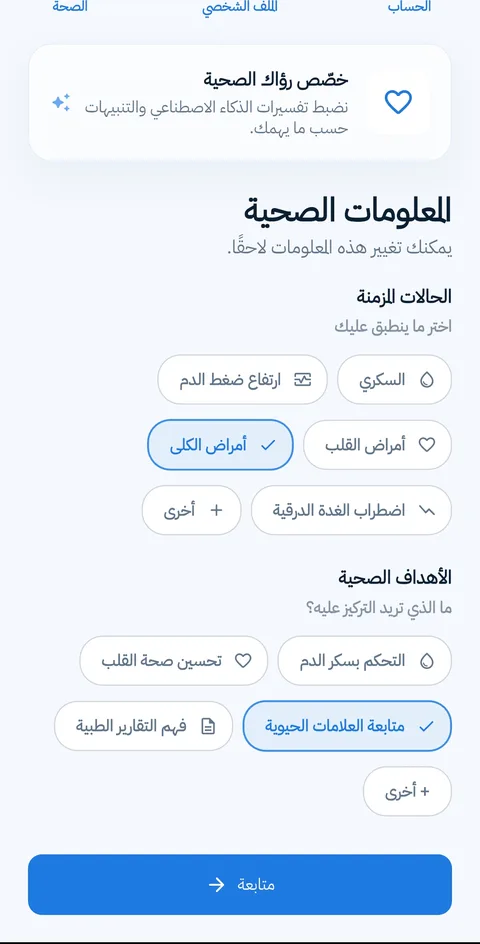 الحساب
الملف الشخصي
الصحة
خصّص رؤاك الصحية
نضبط تفسيرات الذكاء الاصطناعي والتنبيهات
حسب ما يهمك.
المعلومات الصحية
يمكنك تغيير هذه المعلومات لاحقًا.
الحالات المزمنة
اختر ما ينطبق عليك
السكري
ارتفاع ضغط الدم
أمراض القلب
أمراض الكلى
اضطراب الغدة الدرقية
+ أخرى
الأهداف الصحية
ما الذي تريد التركيز عليه؟
التحكم بسكر الدم
تحسين صحة القلب
متابعة العلامات الحيوية
فهم التقارير الطبية
+ أخرى
متابعة